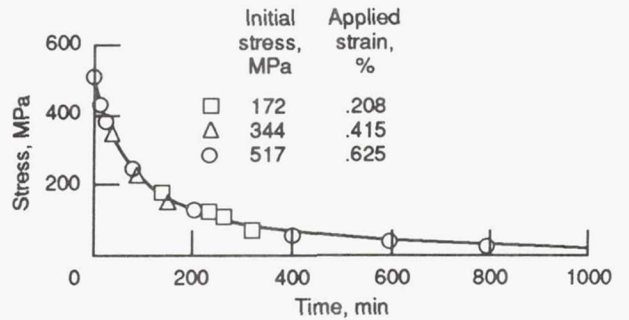 Initial Applied
stress, strain,
MPa %
□ 172 .208
△ 344 .415
○ 517 .625
600
400
200
Stress, MPa
0 200 400 600 800 1000
Time, min